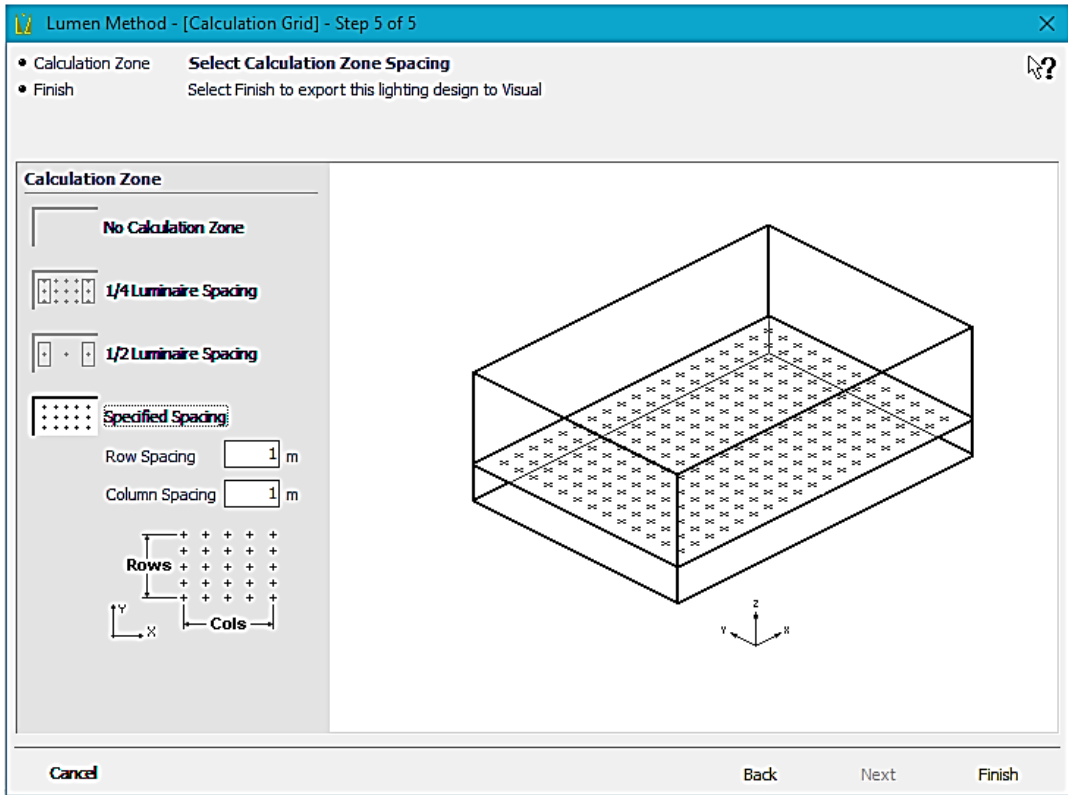 Lumen Method - [Calculation Grid] - Step 5 of 5
Calculation Zone
Select Calculation Zone Spacing
Finish
Select Finish to export this lighting design to Visual
?
Calculation Zone
No Calculation Zone
1/4 Luminaire Spacing
1/2 Luminaire Spacing
Specified Spacing
Row Spacing 1 m
Column Spacing 1 m
Rows
Y
X
Cols
Z
Y
X
Cancel
Back
Next
Finish